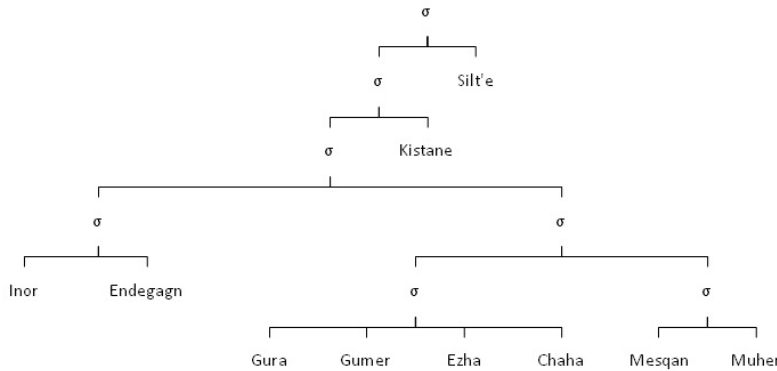 σ
σ Silt'e
σ Kistane
σ σ
Inor Endegagn σ σ
Gura Gumer Ezha Chaha Mesqan Muher